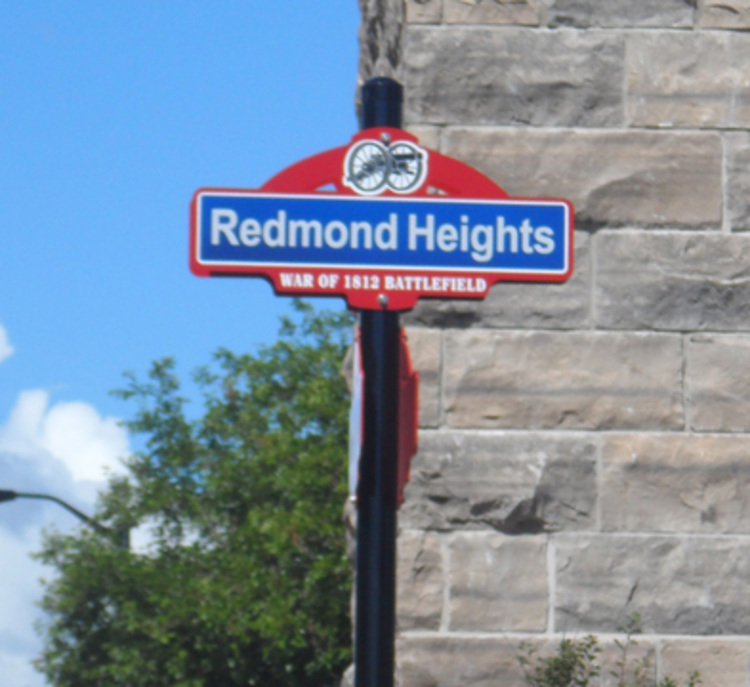 Redmond Heights
WAR OF 1812 BATTLEFIELD